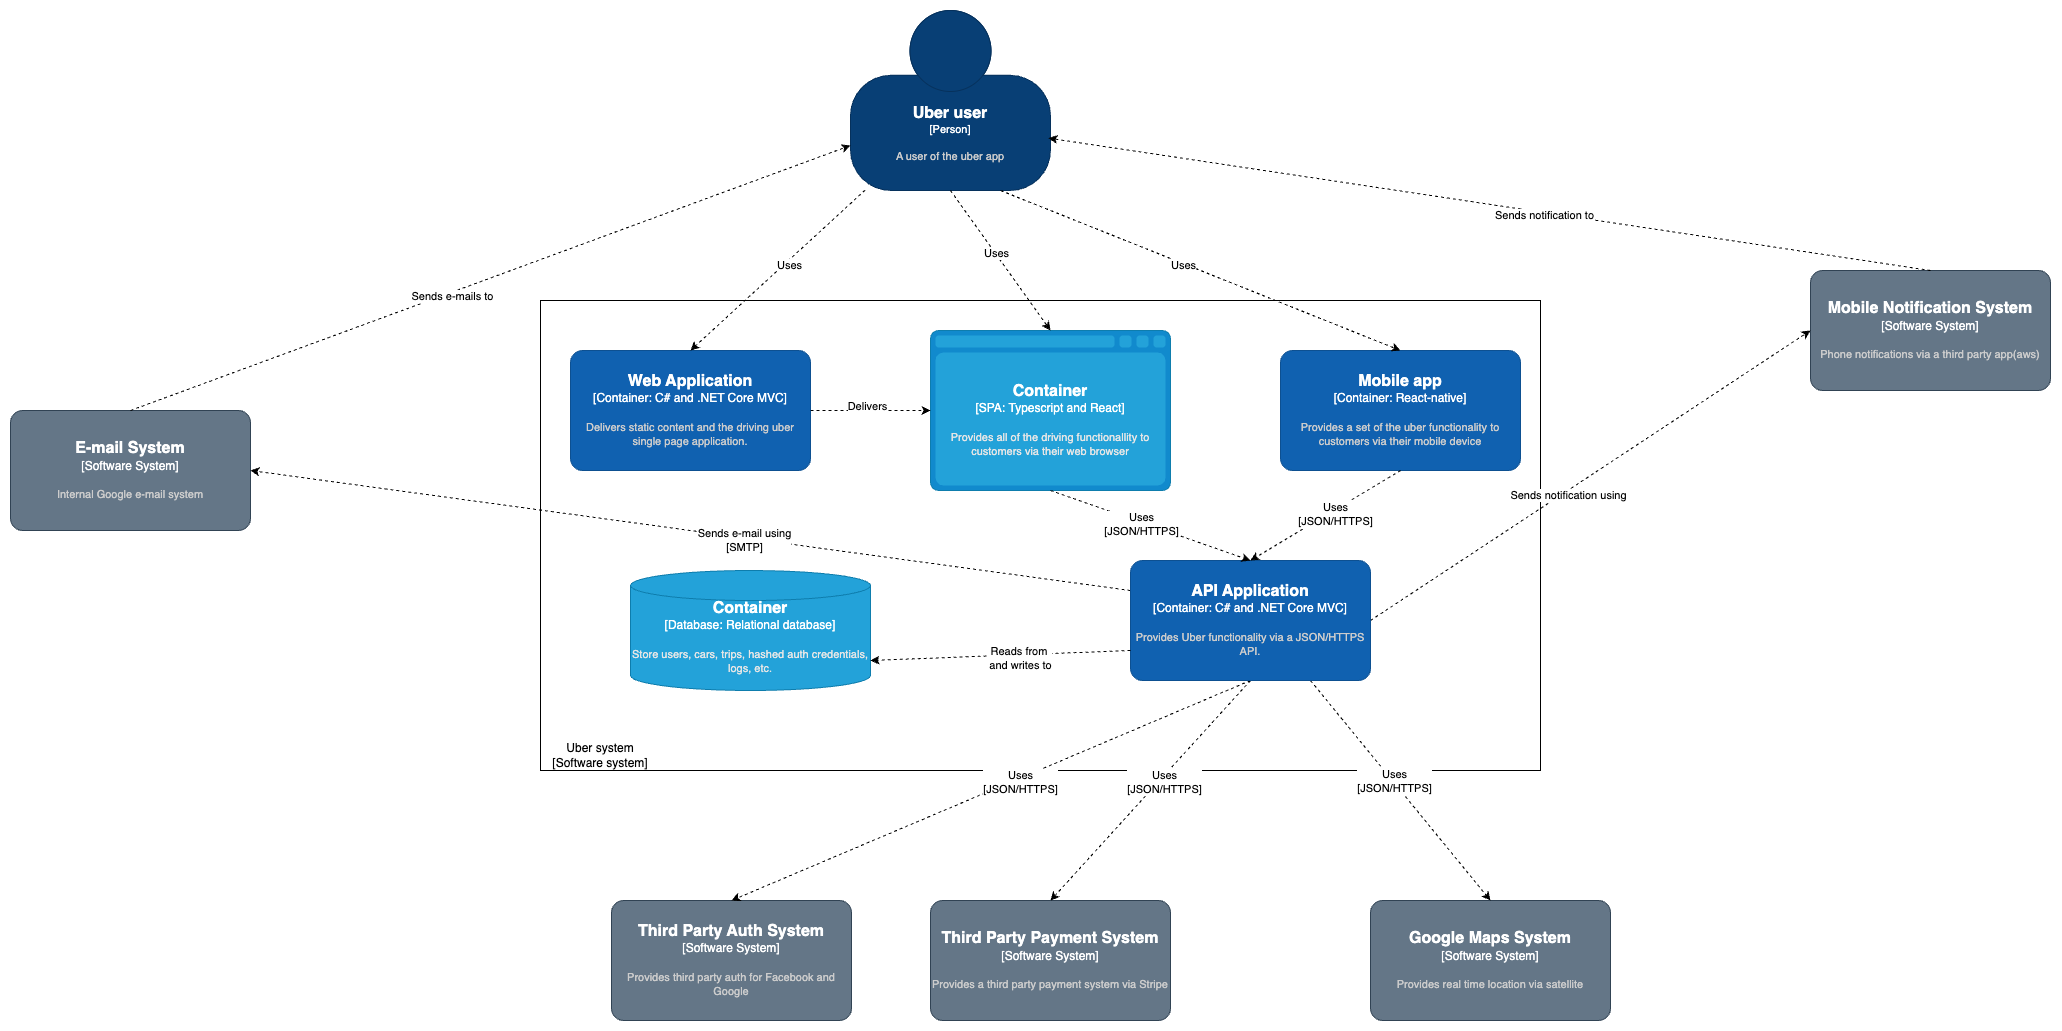 Uber user
[Person]
A user of the uber app
Sends notification to
Uses
Uses
Uses
Sends e-mails to
Mobile Notification System
[Software System]
Phone notifications via a third party app(aws)
Web Application
[Container: C# and .NET Core MVC]
Delivers static content and the driving uber
single page application.
Delivers
Container
[SPA: Typescript and React]
Provides all of the driving functionallity to
customers via their web browser
Mobile app
[Container: React-native]
Provides a set of the uber functionality to
customers via their mobile device
E-mail System
[Software System]
Internal Google e-mail system
Sends notification using
Uses
[JSON/HTTPS]
Uses
[JSON/HTTPS]
Sends e-mail using
[SMTP]
API Application
[Container: C# and .NET Core MVC]
Provides Uber functionality via a JSON/HTTPS
API.
Container
[Database: Relational database]
Store users, cars, trips, hashed auth credentials,
logs, etc.
Reads from
and writes to
Uber system
[Software system]
Uses
[JSON/HTTPS]
Uses
[JSON/HTTPS]
Uses
[JSON/HTTPS]
Third Party Auth System
[Software System]
Provides third party auth for Facebook and
Google
Third Party Payment System
[Software System]
Provides a third party payment system via Stripe
Google Maps System
[Software System]
Provides real time location via satellite